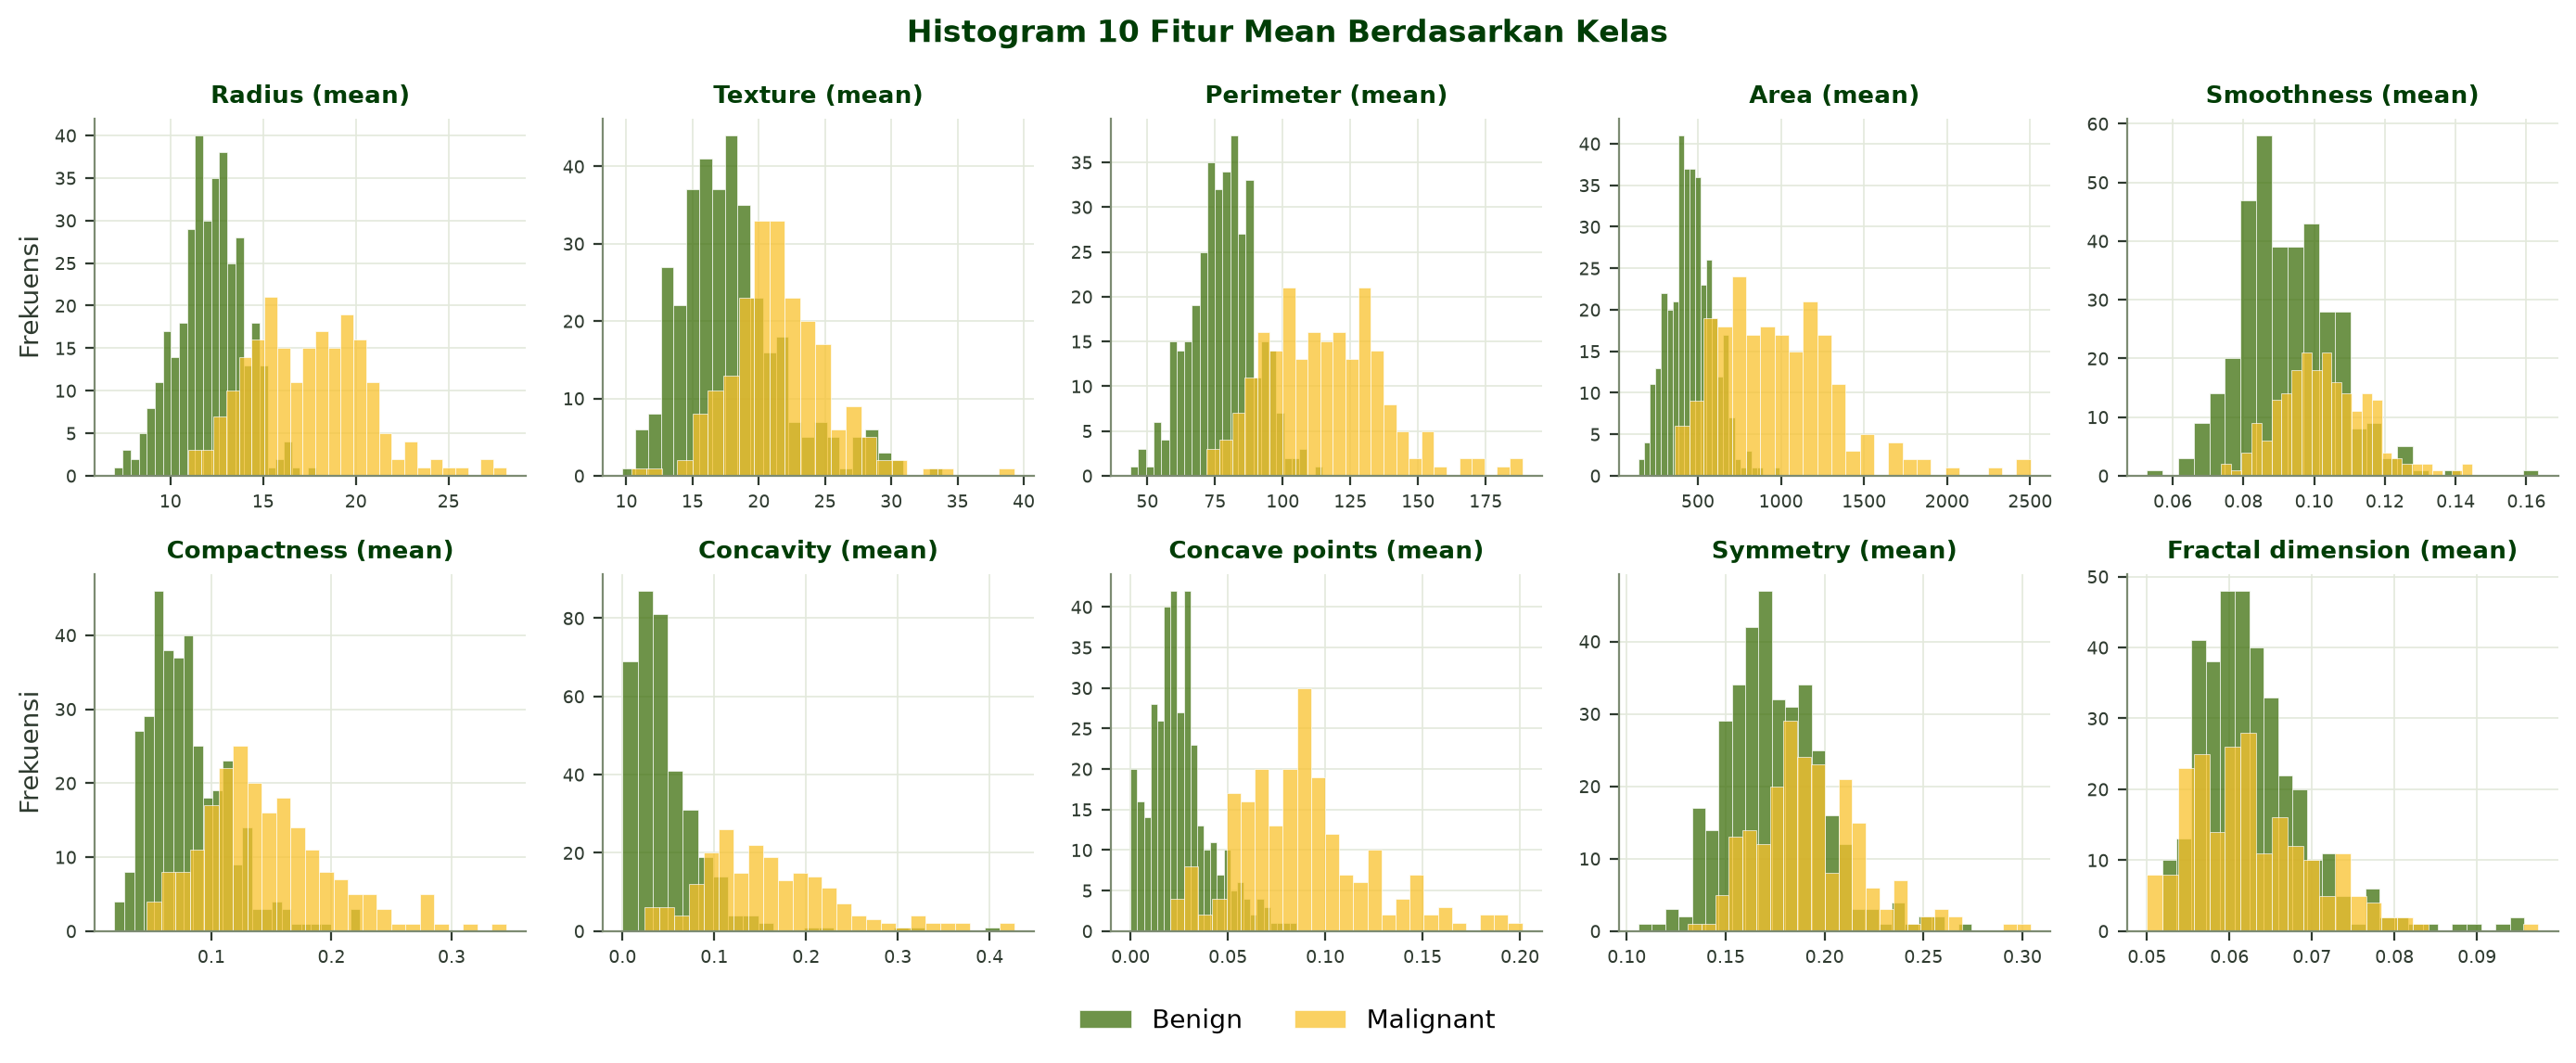 Histogram 10 Fitur Mean Berdasarkan Kelas
Radius (mean)
Frekuensi
40
35
30
25
20
15
10
5
0
10 15 20 25
Texture (mean)
40
30
20
10
0
10 15 20 25 30 35 40
Perimeter (mean)
35
30
25
20
15
10
5
0
50 75 100 125 150 175
Area (mean)
40
35
30
25
20
15
10
5
0
500 1000 1500 2000 2500
Smoothness (mean)
60
50
40
30
20
10
0
0.06 0.08 0.10 0.12 0.14 0.16
Compactness (mean)
Frekuensi
40
30
20
10
0
0.1 0.2 0.3
Concavity (mean)
80
60
40
20
0
0.0 0.1 0.2 0.3 0.4
Concave points (mean)
40
35
30
25
20
15
10
5
0
0.00 0.05 0.10 0.15 0.20
Symmetry (mean)
40
30
20
10
0
0.10 0.15 0.20 0.25 0.30
Fractal dimension (mean)
50
40
30
20
10
0
0.05 0.06 0.07 0.08 0.09
Benign Malignant